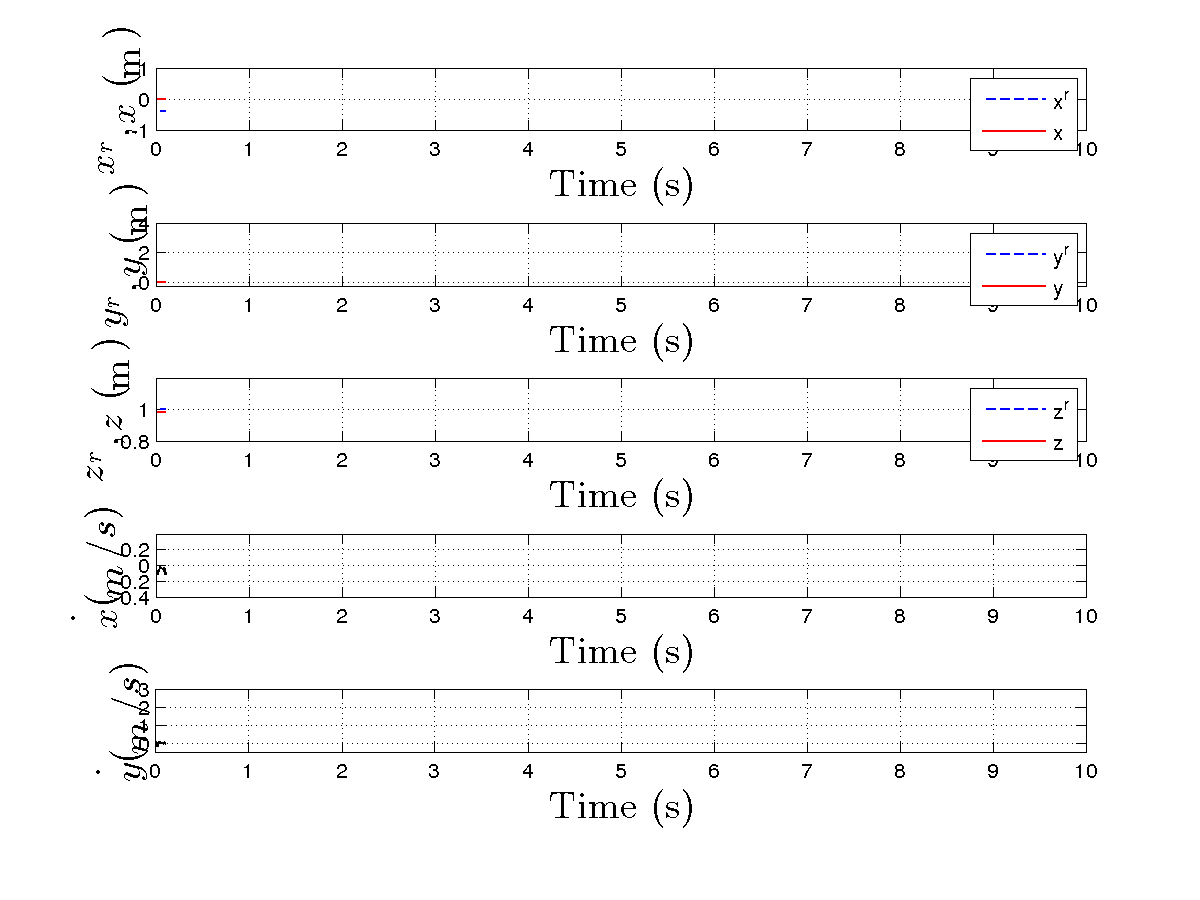 x^r, x (m)
1
0
-1
0 1 2 3 4 5 6 7 8 9 10
Time (s)
x^r
x
y^r, y (m)
4
2
0
0 1 2 3 4 5 6 7 8 9 10
Time (s)
y^r
y
z^r, z (m)
1
0.8
0 1 2 3 4 5 6 7 8 9 10
Time (s)
z^r
z
ẋ(m/s)
0.2
0
-0.2
-0.4
0 1 2 3 4 5 6 7 8 9 10
Time (s)
ẏ(m/s)
3
2
1
0
0 1 2 3 4 5 6 7 8 9 10
Time (s)